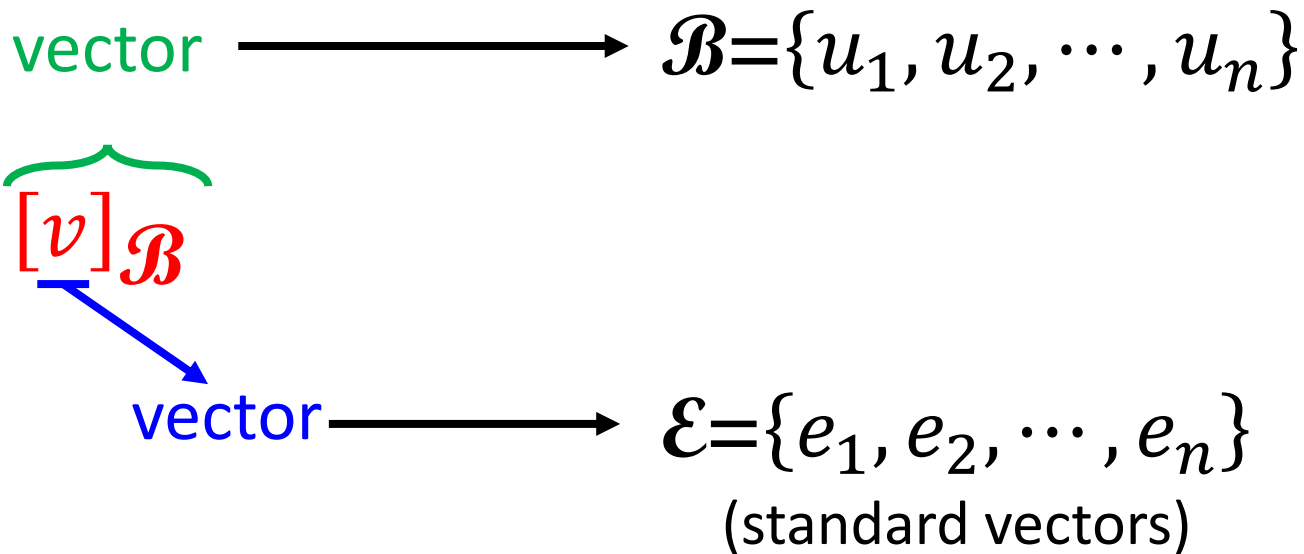 vector ℬ={u₁, u₂, ⋯, uₙ}
[v]ℬ
vector ℰ={e₁, e₂, ⋯, eₙ}
(standard vectors)